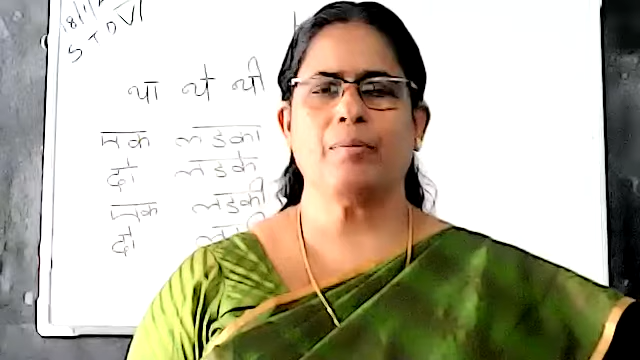 STD VI
था थे थी
एक लडका
दो लडके
एक लडकी
दो